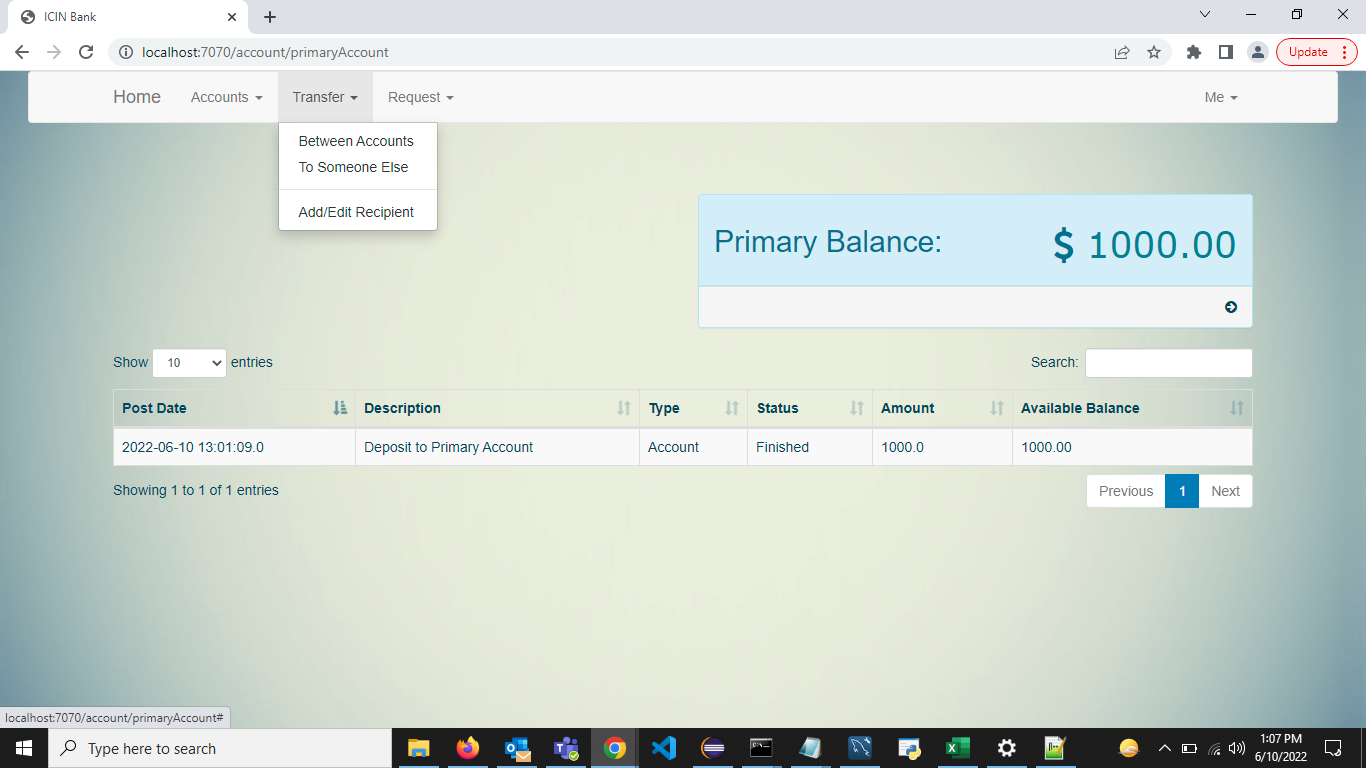 ICIN Bank
localhost:7070/account/primaryAccount
Update
Home Accounts Transfer Request Me
Between Accounts
To Someone Else
Add/Edit Recipient
Primary Balance: $ 1000.00
Show 10 entries Search:
Post Date Description Type Status Amount Available Balance
2022-06-10 13:01:09.0 Deposit to Primary Account Account Finished 1000.0 1000.00
Showing 1 to 1 of 1 entries Previous 1 Next
localhost:7070/account/primaryAccount#
Type here to search
1:07 PM
6/10/2022